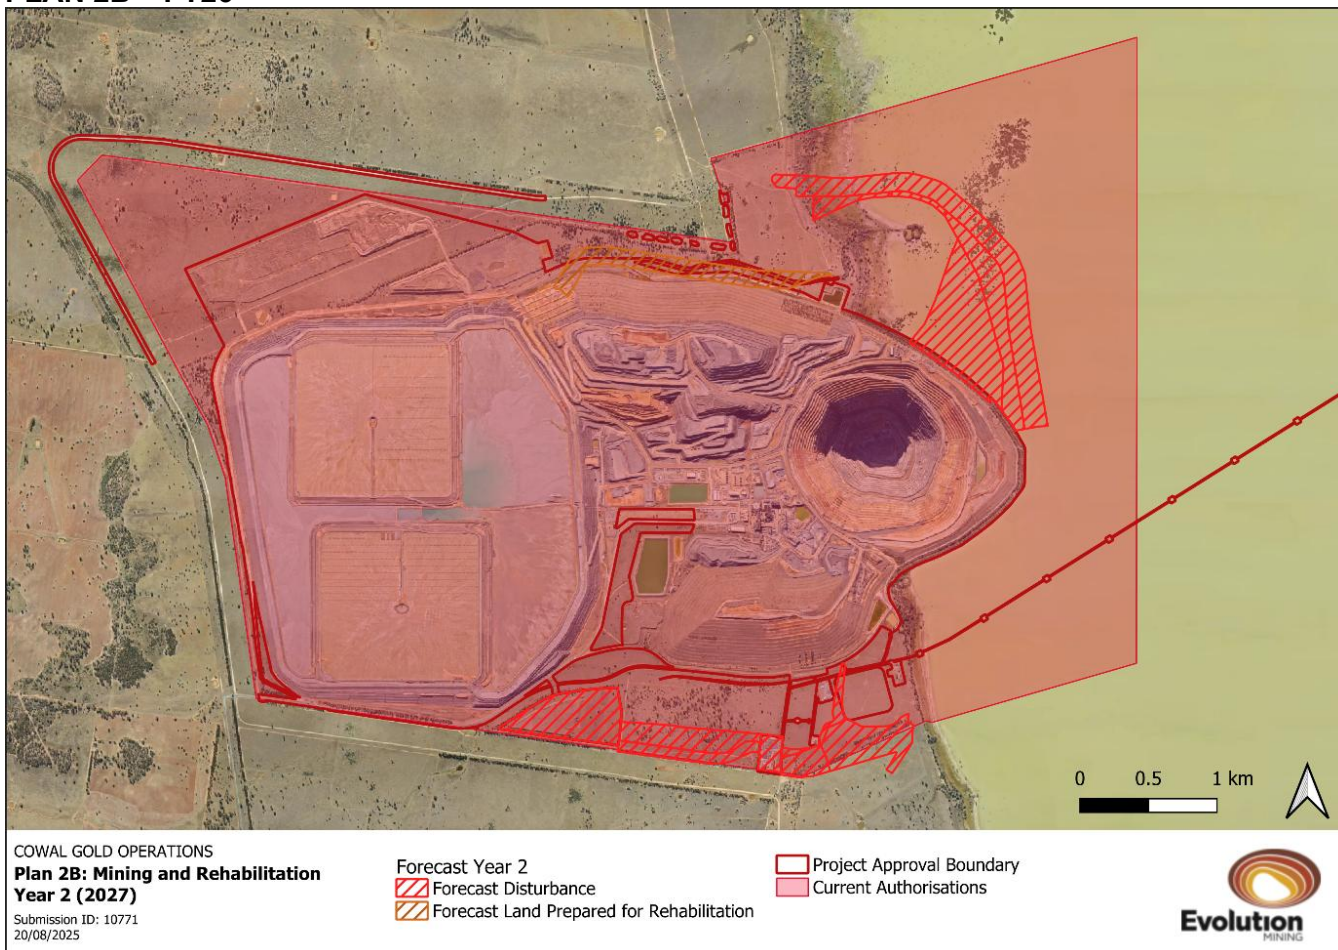 0 0.5 1 km
COWAL GOLD OPERATIONS
Plan 2B: Mining and Rehabilitation
Year 2 (2027)
Submission ID: 10771
20/08/2025
Forecast Year 2
Forecast Disturbance
Forecast Land Prepared for Rehabilitation
Project Approval Boundary
Current Authorisations
Evolution
MINING